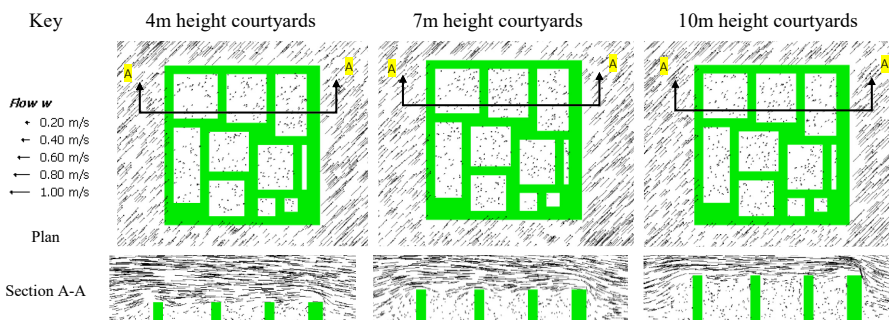 Key
4m height courtyards
7m height courtyards
10m height courtyards
A
A
A
A
A
A
Flow w
0.20 m/s
0.40 m/s
0.60 m/s
0.80 m/s
1.00 m/s
Plan
Section A-A